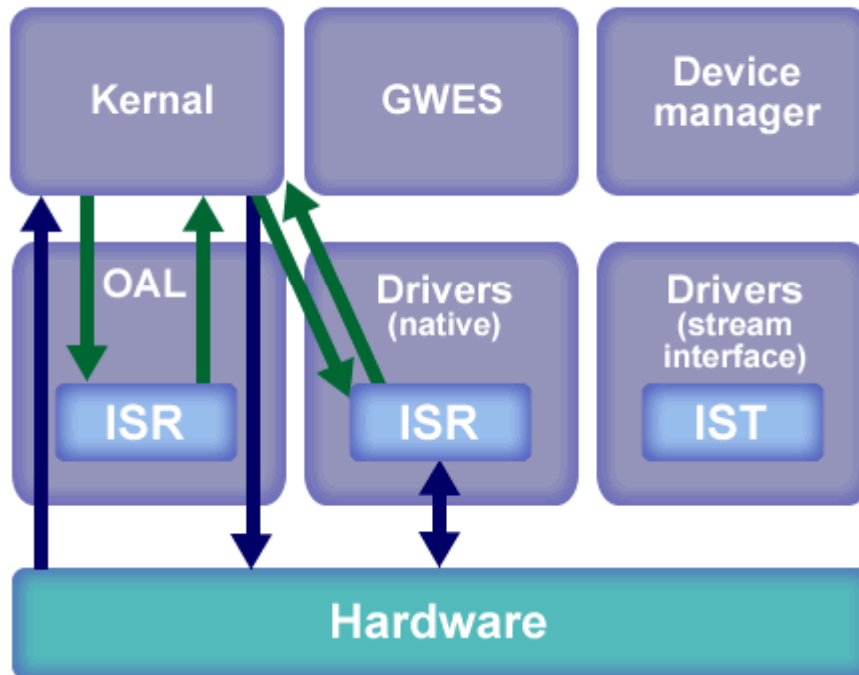 Kernal
GWES
Device
manager
OAL
ISR
Drivers
(native)
ISR
Drivers
(stream
interface)
IST
Hardware